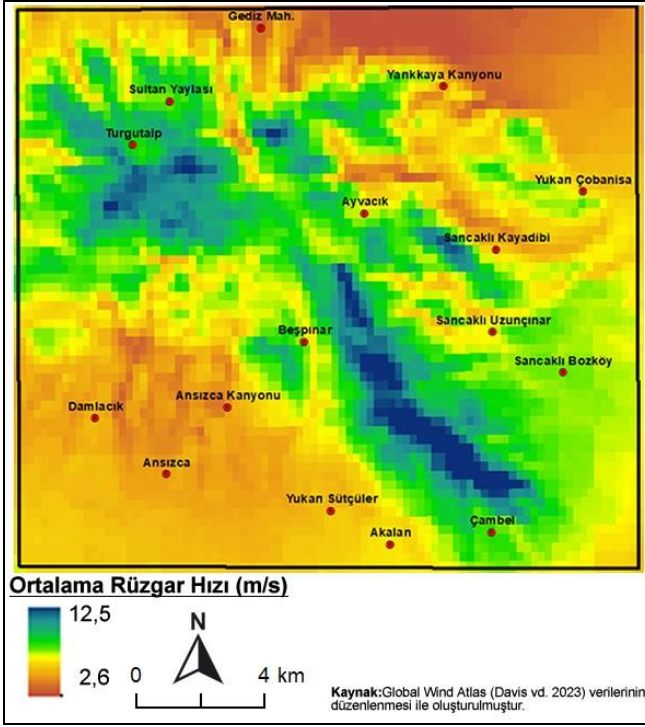 Gediz Mah.
Yarıkkaya Kanyonu
Sultan Yaylası
Turgutalp
Yukarı Çobanisa
Ayvacık
Sancaklı Kayadibi
Beşpınar
Sancaklı Uzunçınar
Sancaklı Bozköy
Ansızca Kanyonu
Damlacık
Ansızca
Yukarı Sütçüler
Akalan
Çambel
Ortalama Rüzgar Hızı (m/s)
12,5
2,6
N
0 4 km
Kaynak:Global Wind Atlas (Davis vd. 2023) verilerinin
düzenlenmesi ile oluşturulmuştur.